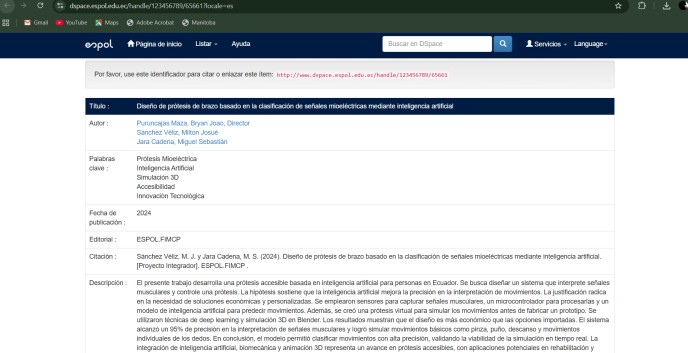 dspace.espol.edu.ec/handle/123456789/65661?locale=es
Gmail YouTube Maps Adobe Acrobat Manitoba
espol Página de inicio Listar Ayuda Buscar en DSpace Servicios Language
Por favor, use este identificador para citar o enlazar este ítem: http://www.dspace.espol.edu.ec/handle/123456789/65661
Título : Diseño de prótesis de brazo basado en la clasificación de señales mioeléctricas mediante inteligencia artificial
Autor : Puruncajas Maza, Bryan Joao, Director
Sánchez Véliz, Milton Josué
Jara Cadena, Miguel Sebastián
Palabras clave : Prótesis Mioeléctrica
Inteligencia Artificial
Simulación 3D
Accesibilidad
Innovación Tecnológica
Fecha de publicación : 2024
Editorial : ESPOL.FIMCP
Citación : Sánchez Véliz, M. J. y Jara Cadena, M. S. (2024). Diseño de prótesis de brazo basado en la clasificación de señales mioeléctricas mediante inteligencia artificial.
[Proyecto Integrador]. ESPOL.FIMCP .
Descripción : El presente trabajo desarrolla una prótesis accesible basada en inteligencia artificial para personas en Ecuador. Se busca diseñar un sistema que interprete señales
musculares y controle una prótesis. La hipótesis sostiene que la inteligencia artificial mejora la precisión en la interpretación de movimientos. La justificación radica
en la necesidad de soluciones económicas y personalizadas. Se emplearon sensores para capturar señales musculares, un microcontrolador para procesarlas y un
modelo de inteligencia artificial para predecir movimientos. Además, se creó una prótesis virtual para simular los movimientos antes de fabricar un prototipo. Se
utilizaron técnicas de deep learning y simulación 3D en Blender. Los resultados muestran que el diseño es más económico que las opciones importadas. El sistema
alcanzó un 95% de precisión en la interpretación de señales musculares y logró simular movimientos básicos como pinza, puño, descanso y movimientos
individuales de los dedos. En conclusión, el modelo permitió clasificar movimientos con alta precisión, validando la viabilidad de la simulación en tiempo real. La
integración de inteligencia artificial, biomecánica y animación 3D representa un avance en prótesis accesibles, con aplicaciones potenciales en rehabilitación y